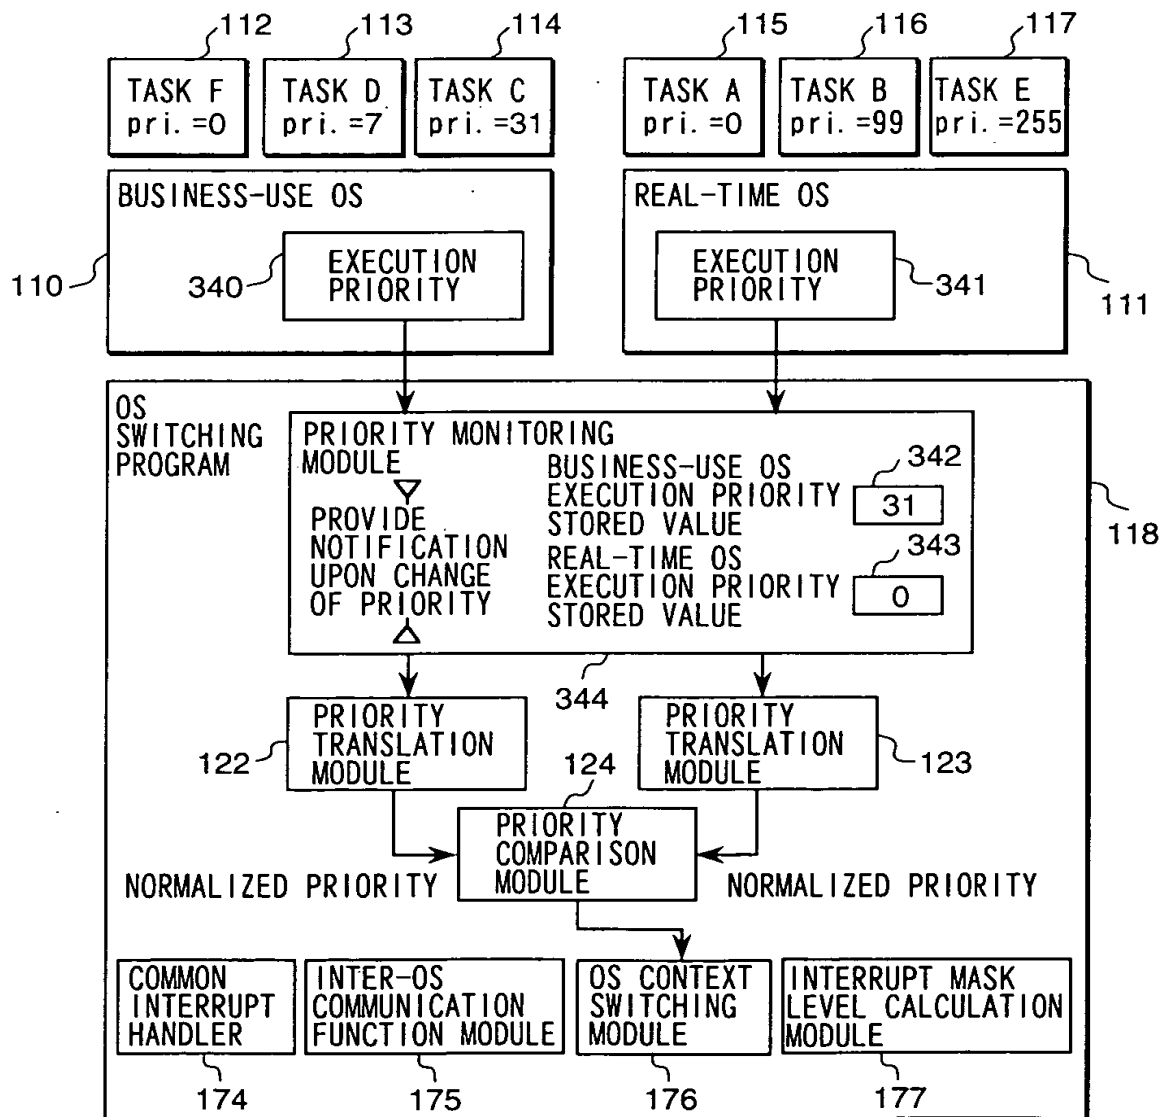 112
113
114
115
116
117
TASK F
pri.=0
TASK D
pri.=7
TASK C
pri.=31
TASK A
pri.=0
TASK B
pri.=99
TASK E
pri.=255
BUSINESS-USE OS
EXECUTION
PRIORITY
110
340
REAL-TIME OS
EXECUTION
PRIORITY
341
111
OS
SWITCHING
PROGRAM
PRIORITY MONITORING
MODULE
PROVIDE
NOTIFICATION
UPON CHANGE
OF PRIORITY
BUSINESS-USE OS
EXECUTION PRIORITY
STORED VALUE
342
31
REAL-TIME OS
EXECUTION PRIORITY
STORED VALUE
343
0
118
344
PRIORITY
TRANSLATION
MODULE
122
PRIORITY
TRANSLATION
MODULE
123
124
PRIORITY
COMPARISON
MODULE
NORMALIZED PRIORITY
NORMALIZED PRIORITY
COMMON
INTERRUPT
HANDLER
INTER-OS
COMMUNICATION
FUNCTION MODULE
OS CONTEXT
SWITCHING
MODULE
INTERRUPT MASK
LEVEL CALCULATION
MODULE
174
175
176
177